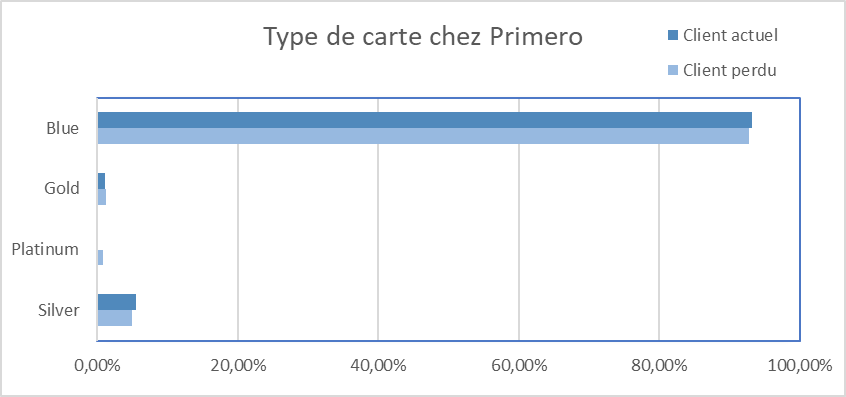 Type de carte chez Primero
Client actuel
Client perdu
Blue
Gold
Platinum
Silver
0,00% 20,00% 40,00% 60,00% 80,00% 100,00%